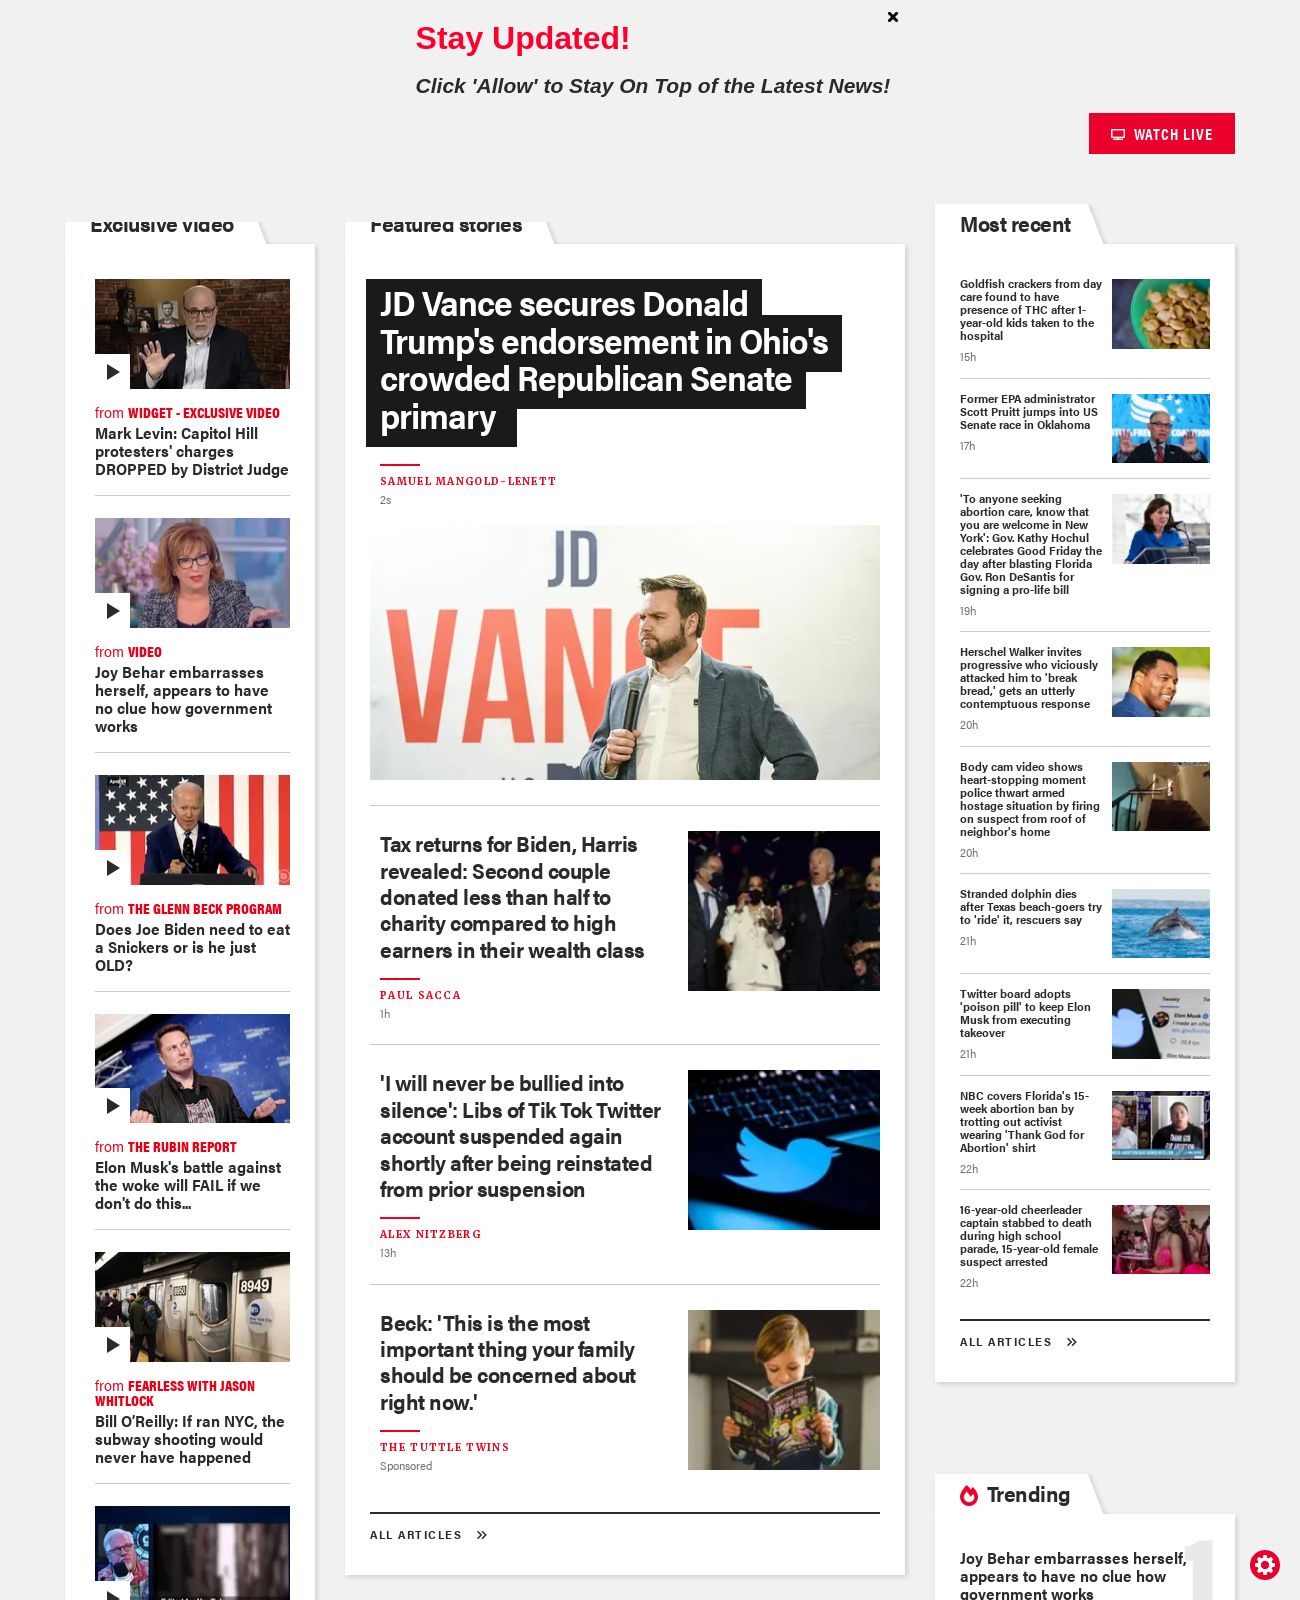 Stay Updated!
Click 'Allow' to Stay On Top of the Latest News!
WATCH LIVE
Exclusive video
from WIDGET - EXCLUSIVE VIDEO
Mark Levin: Capitol Hill
protesters' charges
DROPPED by District Judge
from VIDEO
Joy Behar embarrasses
herself, appears to have
no clue how government
works
from THE GLENN BECK PROGRAM
Does Joe Biden need to eat
a Snickers or is he just
OLD?
from THE RUBIN REPORT
Elon Musk's battle against
the woke will FAIL if we
don't do this...
8949
from FEARLESS WITH JASON
WHITLOCK
Bill O'Reilly: If ran NYC, the
subway shooting would
never have happened
Featured stories
JD Vance secures Donald
Trump's endorsement in Ohio's
crowded Republican Senate
primary
SAMUEL MANGOLD-LENETT
2s
JD
VANCE
Tax returns for Biden, Harris
revealed: Second couple
donated less than half to
charity compared to high
earners in their wealth class
PAUL SACCA
1h
'I will never be bullied into
silence': Libs of Tik Tok Twitter
account suspended again
shortly after being reinstated
from prior suspension
ALEX NITZBERG
13h
Beck: 'This is the most
important thing your family
should be concerned about
right now.'
THE TUTTLE TWINS
Sponsored
ALL ARTICLES
Most recent
Goldfish crackers from day
care found to have
presence of THC after 1-
year-old kids taken to the
hospital
15h
Former EPA administrator
Scott Pruitt jumps into US
Senate race in Oklahoma
17h
'To anyone seeking
abortion care, know that
you are welcome in New
York': Gov. Kathy Hochul
celebrates Good Friday the
day after blasting Florida
Gov. Ron DeSantis for
signing a pro-life bill
19h
Herschel Walker invites
progressive who viciously
attacked him to 'break
bread,' gets an utterly
contemptuous response
20h
Body cam video shows
heart-stopping moment
police thwart armed
hostage situation by firing
on suspect from roof of
neighbor's home
20h
Stranded dolphin dies
after Texas beach-goers try
to 'ride' it, rescuers say
21h
Twitter board adopts
'poison pill' to keep Elon
Musk from executing
takeover
21h
Elon Musk
NBC covers Florida's 15-
week abortion ban by
trotting out activist
wearing 'Thank God for
Abortion' shirt
22h
THANK GOD
FOR ABORTION
16-year-old cheerleader
captain stabbed to death
during high school
parade, 15-year-old female
suspect arrested
22h
ALL ARTICLES
Trending
1
Joy Behar embarrasses herself,
appears to have no clue how
government works